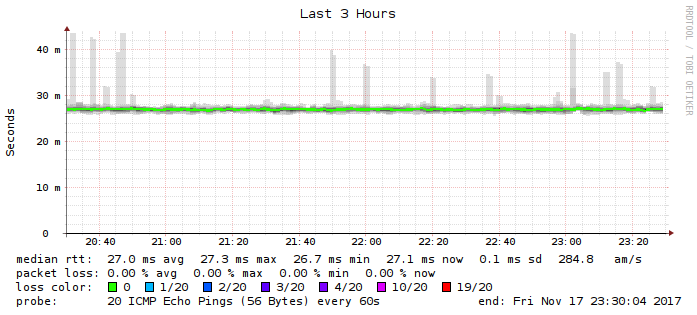 Last 3 Hours
RRDTOOL / TOBI OETIKER
Seconds
40 m
30 m
20 m
10 m
0
20:40 21:00 21:20 21:40 22:00 22:20 22:40 23:00 23:20
median rtt: 27.0 ms avg 27.3 ms max 26.7 ms min 27.1 ms now 0.1 ms sd 284.8 am/s
packet loss: 0.00 % avg 0.00 % max 0.00 % min 0.00 % now
loss color: 0 1/20 2/20 3/20 4/20 10/20 19/20
probe: 20 ICMP Echo Pings (56 Bytes) every 60s end: Fri Nov 17 23:30:04 2017